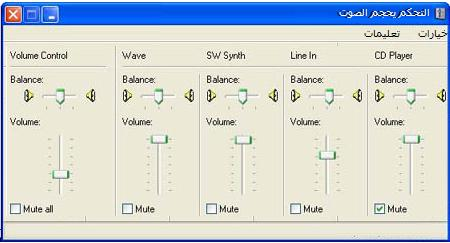 التحكم بحجم الصوت
خيارات تعليمات
Volume Control Wave SW Synth Line In CD Player
Balance: Balance: Balance: Balance: Balance:
Volume: Volume: Volume: Volume: Volume:
Mute all Mute Mute Mute Mute